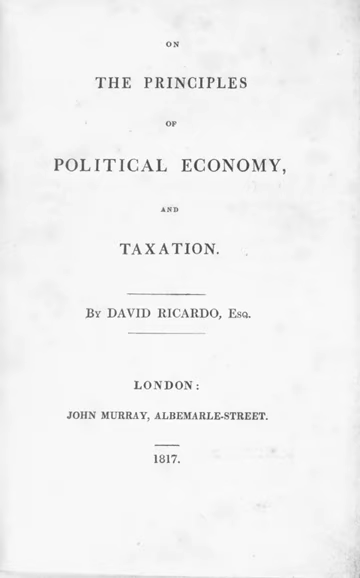 ON
THE PRINCIPLES
OF
POLITICAL ECONOMY,
AND
TAXATION.
BY DAVID RICARDO, ESQ.
LONDON:
JOHN MURRAY, ALBEMARLE-STREET.
1817.